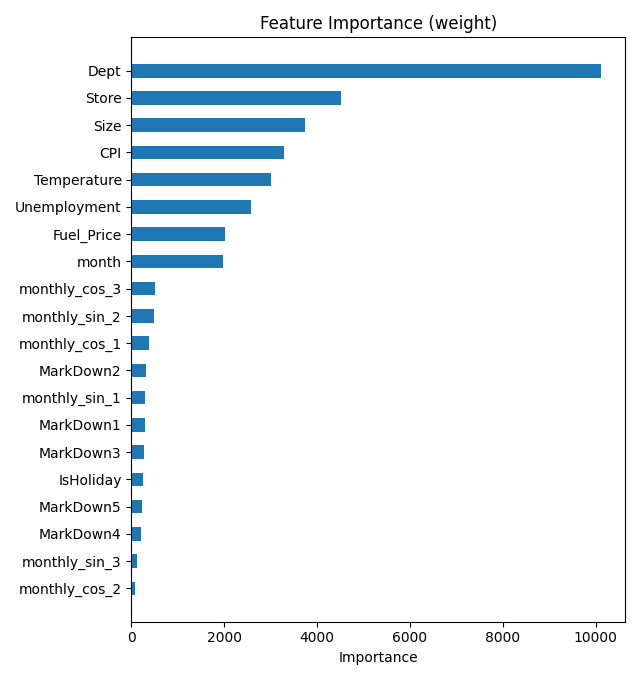 Feature Importance (weight)
Dept
Store
Size
CPI
Temperature
Unemployment
Fuel_Price
month
monthly_cos_3
monthly_sin_2
monthly_cos_1
MarkDown2
monthly_sin_1
MarkDown1
MarkDown3
IsHoliday
MarkDown5
MarkDown4
monthly_sin_3
monthly_cos_2
0 2000 4000 6000 8000 10000
Importance